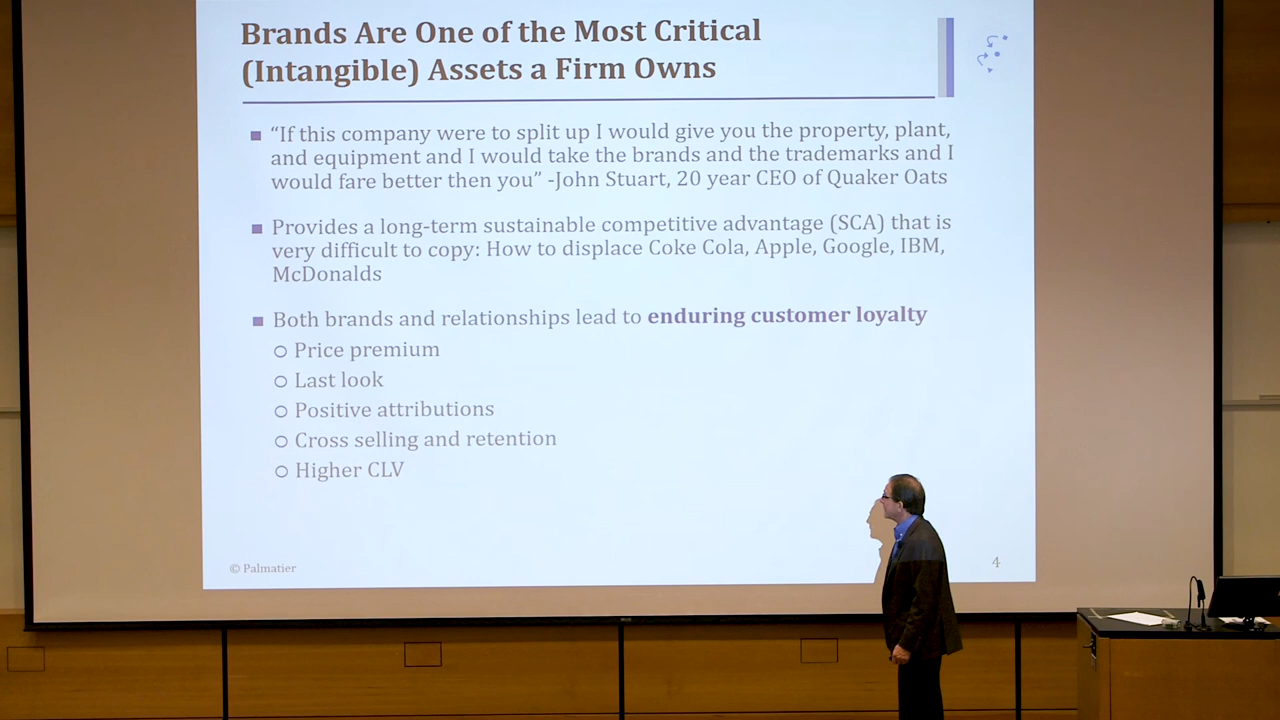 Brands Are One of the Most Critical
(Intangible) Assets a Firm Owns
"If this company were to split up I would give you the property, plant,
and equipment and I would take the brands and the trademarks and I
would fare better then you" -John Stuart, 20 year CEO of Quaker Oats
Provides a long-term sustainable competitive advantage (SCA) that is
very difficult to copy: How to displace Coke Cola, Apple, Google, IBM,
McDonalds
Both brands and relationships lead to enduring customer loyalty
Price premium
Last look
Positive attributions
Cross selling and retention
Higher CLV
© Palmatier
4